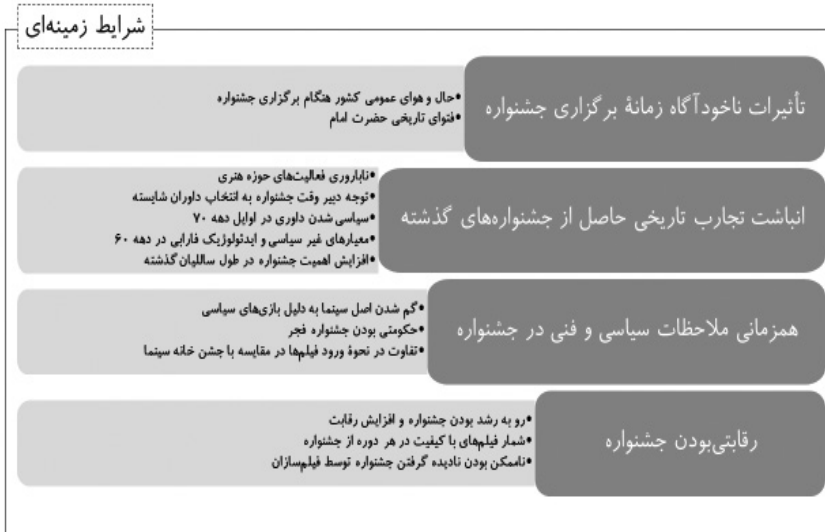 شرایط زمینه‌ای
تأثیرات ناخودآگاه زمانهٔ برگزاری جشنواره
•حال و هوای عمومی کشور هنگام برگزاری جشنواره
•فتوای تاریخی حضرت امام
انباشت تجارب تاریخی حاصل از جشنواره‌های گذشته
•ناباروری فعالیت‌های حوزه هنری
•توجه دبیر وقت جشنواره به انتخاب داوران شایسته
•سیاسی شدن داوری در اوایل دهه ۷۰
•معیارهای غیر سیاسی و ایدئولوژیک فارابی در دهه ۶۰
•افزایش اهمیت جشنواره در طول سالیان گذشته
همزمانی ملاحظات سیاسی و فنی در جشنواره
•گم شدن اصل سینما به دلیل بازی‌های سیاسی
•حکومتی بودن جشنواره فجر
•تفاوت در نحوهٔ ورود فیلم‌ها در مقایسه با جشن خانه سینما
رقابتی‌بودن جشنواره
•رو به رشد بودن جشنواره و افزایش رقابت
•شمار فیلم‌های با کیفیت در هر دوره از جشنواره
•ناممکن بودن نادیده گرفتن جشنواره توسط فیلم‌سازان